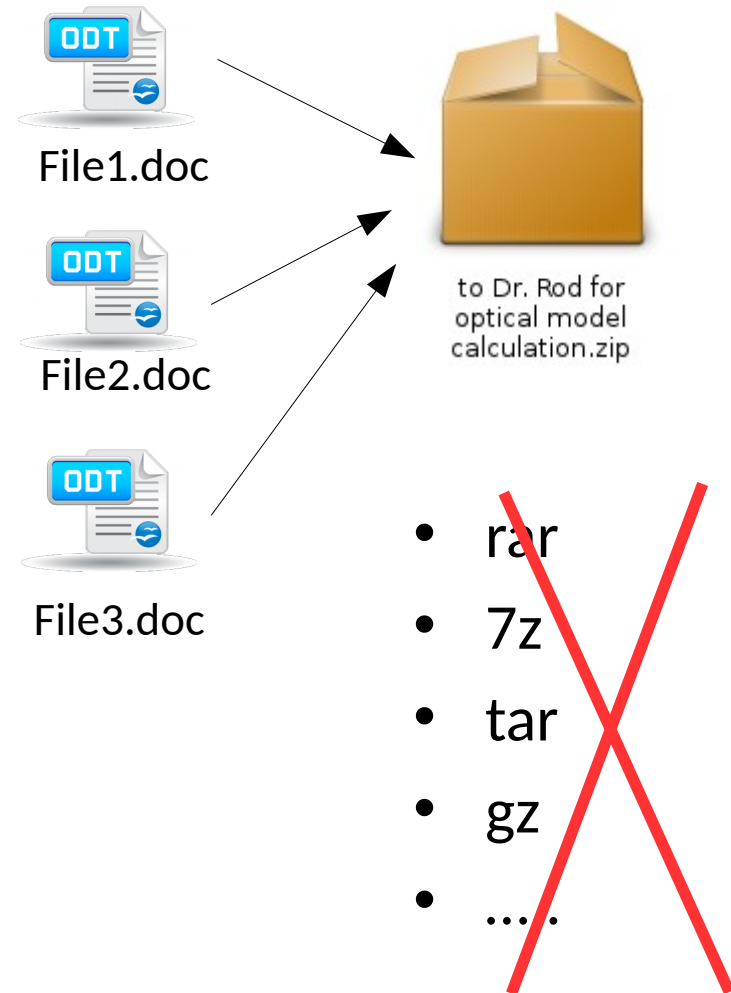 ODT
File1.doc
ODT
File2.doc
ODT
File3.doc
to Dr. Rod for
optical model
calculation.zip
• rar
• 7z
• tar
• gz
• .....